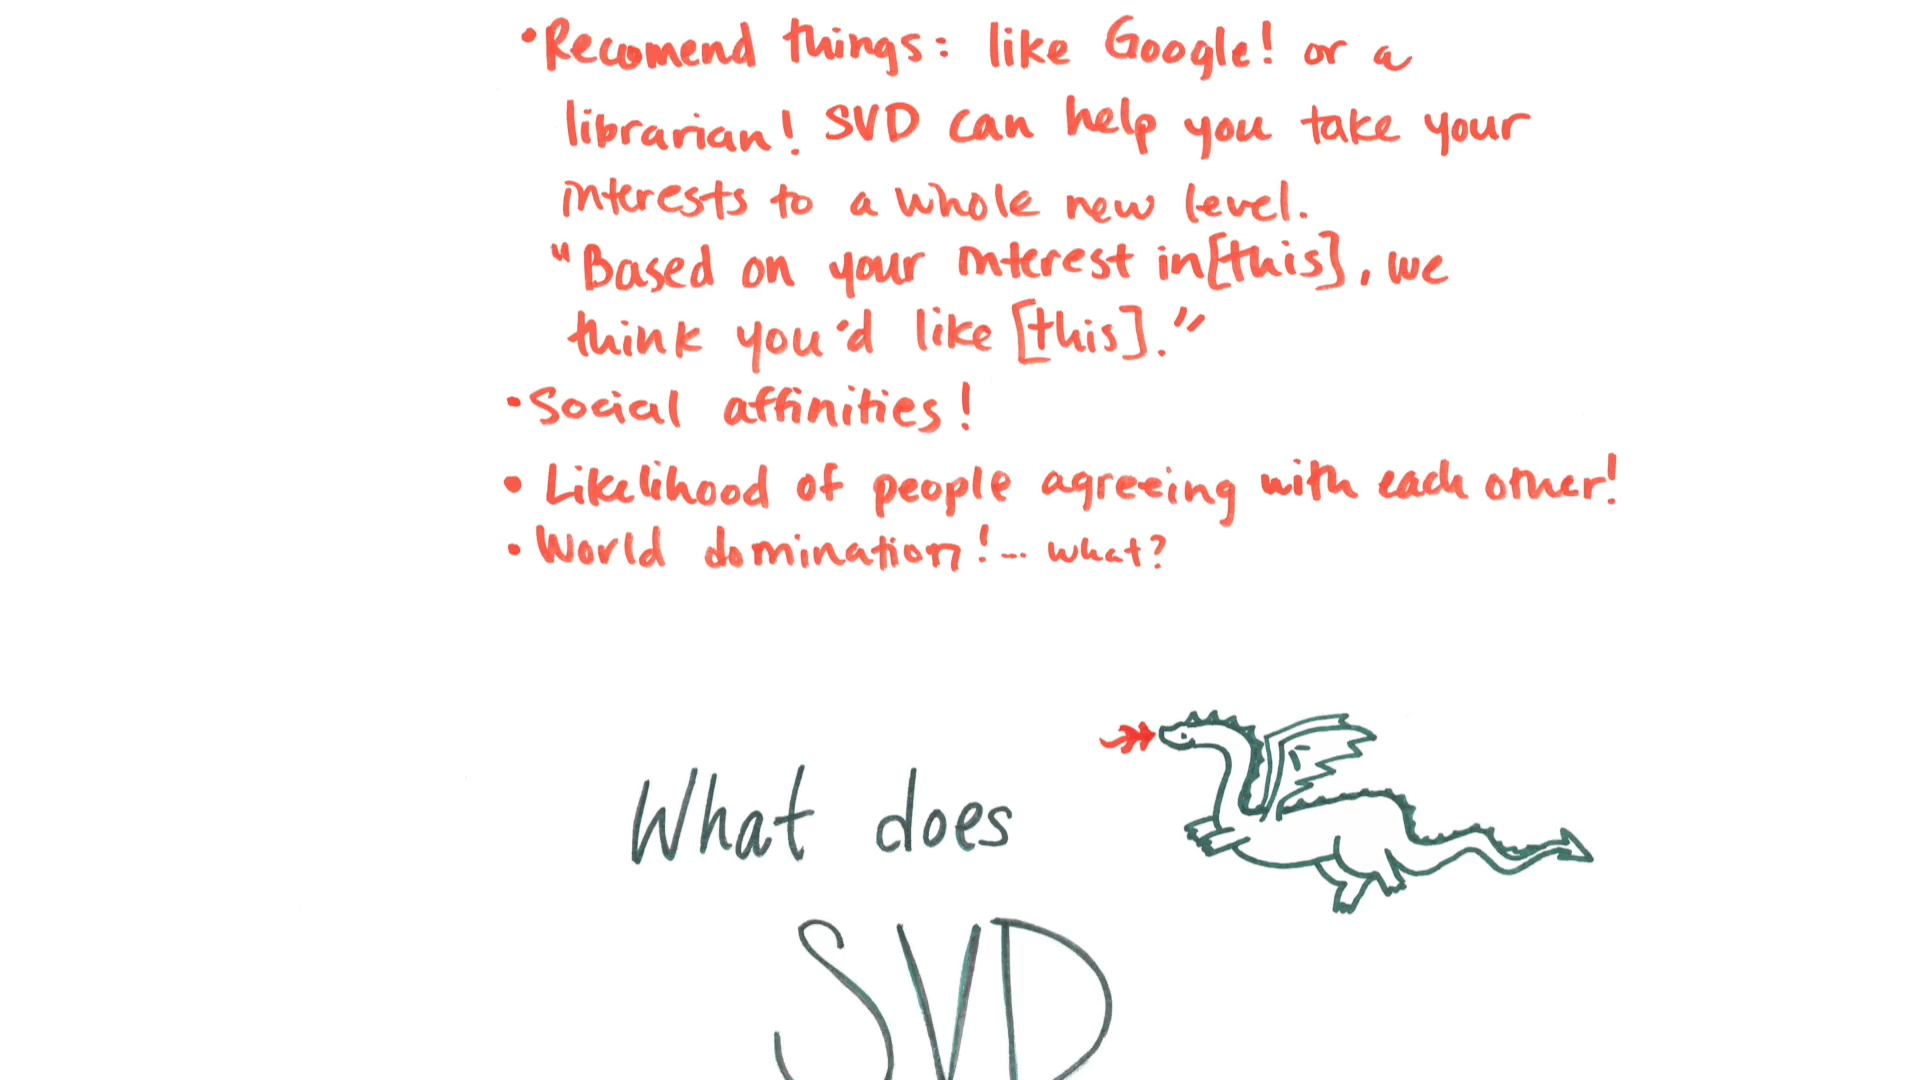 •Recomend things: like Google! or a
librarian! SVD can help you take your
interests to a whole new level.
"Based on your interest in [this], we
think you'd like [this]."
•Social affinities!
• Likelihood of people agreeing with each other!
• World domination!... what?
What does
SVD